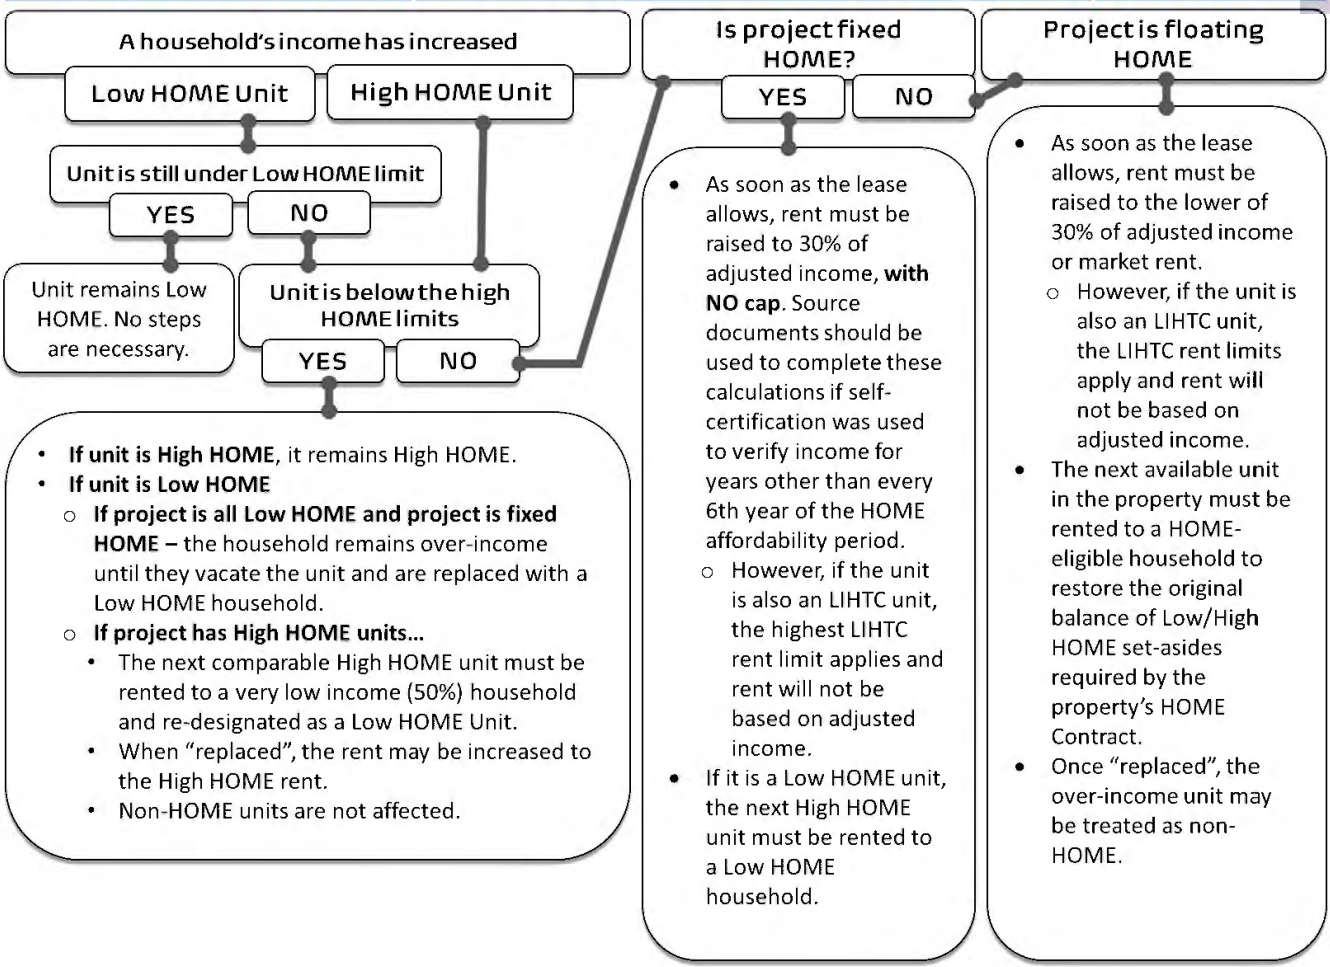 A household's income has increased
Low HOME Unit
High HOME Unit
Unit is still under Low HOME limit
YES
NO
Unit remains Low
HOME. No steps
are necessary.
Unit is below the high
HOME limits
YES
NO
• If unit is High HOME, it remains High HOME.
• If unit is Low HOME
o If project is all Low HOME and project is fixed
HOME – the household remains over-income
until they vacate the unit and are replaced with a
Low HOME household.
o If project has High HOME units...
• The next comparable High HOME unit must be
rented to a very low income (50%) household
and re-designated as a Low HOME Unit.
• When “replaced”, the rent may be increased to
the High HOME rent.
• Non-HOME units are not affected.
Is project fixed
HOME?
YES
NO
• As soon as the lease
allows, rent must be
raised to 30% of
adjusted income, with
NO cap. Source
documents should be
used to complete these
calculations if self-
certification was used
to verify income for
years other than every
6th year of the HOME
affordability period.
o However, if the unit
is also an LIHTC unit,
the highest LIHTC
rent limit applies and
rent will not be
based on adjusted
income.
• If it is a Low HOME unit,
the next High HOME
unit must be rented to
a Low HOME
household.
Project is floating
HOME
• As soon as the lease
allows, rent must be
raised to the lower of
30% of adjusted income
or market rent.
o However, if the unit is
also an LIHTC unit,
the LIHTC rent limits
apply and rent will
not be based on
adjusted income.
• The next available unit
in the property must be
rented to a HOME-
eligible household to
restore the original
balance of Low/High
HOME set-asides
required by the
property's HOME
Contract.
• Once “replaced”, the
over-income unit may
be treated as non-
HOME.